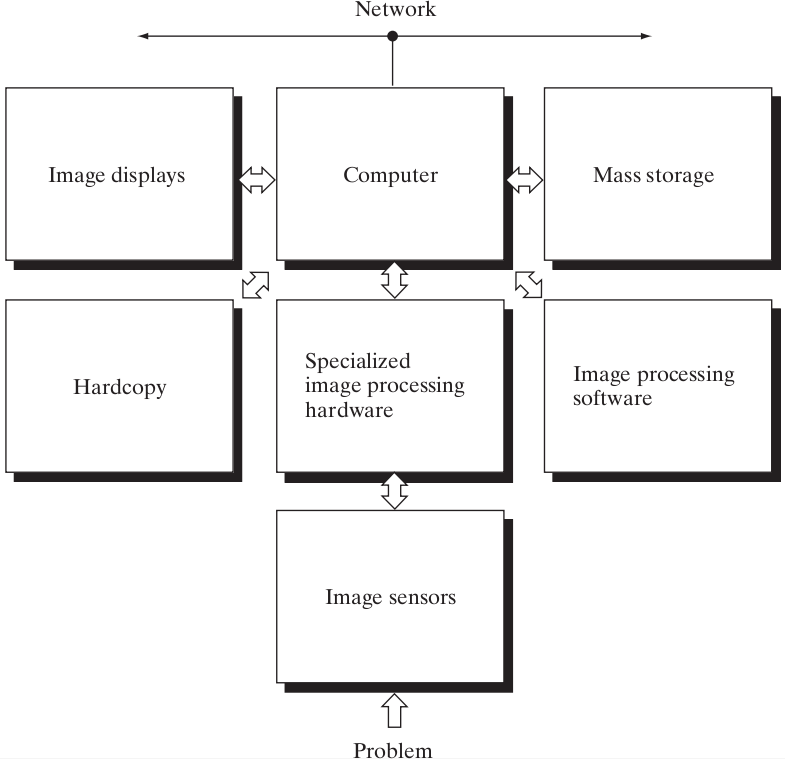 Network
Image displays
Computer
Mass storage
Hardcopy
Specialized
image processing
hardware
Image processing
software
Image sensors
Problem